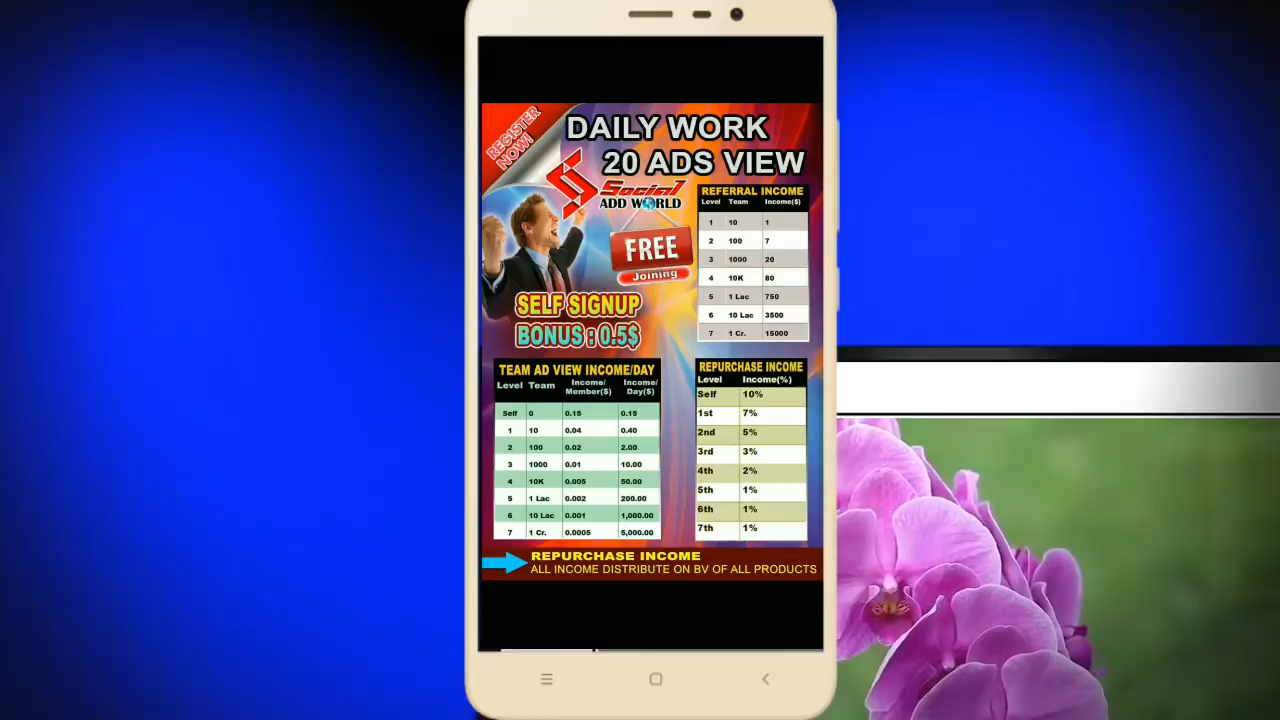 REGISTER
NOW!
DAILY WORK
20 ADS VIEW
Social
ADD WORLD
FREE
Joining
SELF SIGNUP
BONUS : 0.5$
REFERRAL INCOME
Level Team Income($)
1 10 1
2 100 7
3 1000 20
4 10K 80
5 1 Lac 750
6 10 Lac 3500
7 1 Cr. 15000
TEAM AD VIEW INCOME/DAY
Level Team Income/Member($) Income/Day($)
Self 0 0.15 0.15
1 10 0.04 0.40
2 100 0.02 2.00
3 1000 0.01 10.00
4 10K 0.005 50.00
5 1 Lac 0.002 200.00
6 10 Lac 0.001 1,000.00
7 1 Cr. 0.0005 5,000.00
REPURCHASE INCOME
Level Income(%)
Self 10%
1st 7%
2nd 5%
3rd 3%
4th 2%
5th 1%
6th 1%
7th 1%
REPURCHASE INCOME
ALL INCOME DISTRIBUTE ON BV OF ALL PRODUCTS